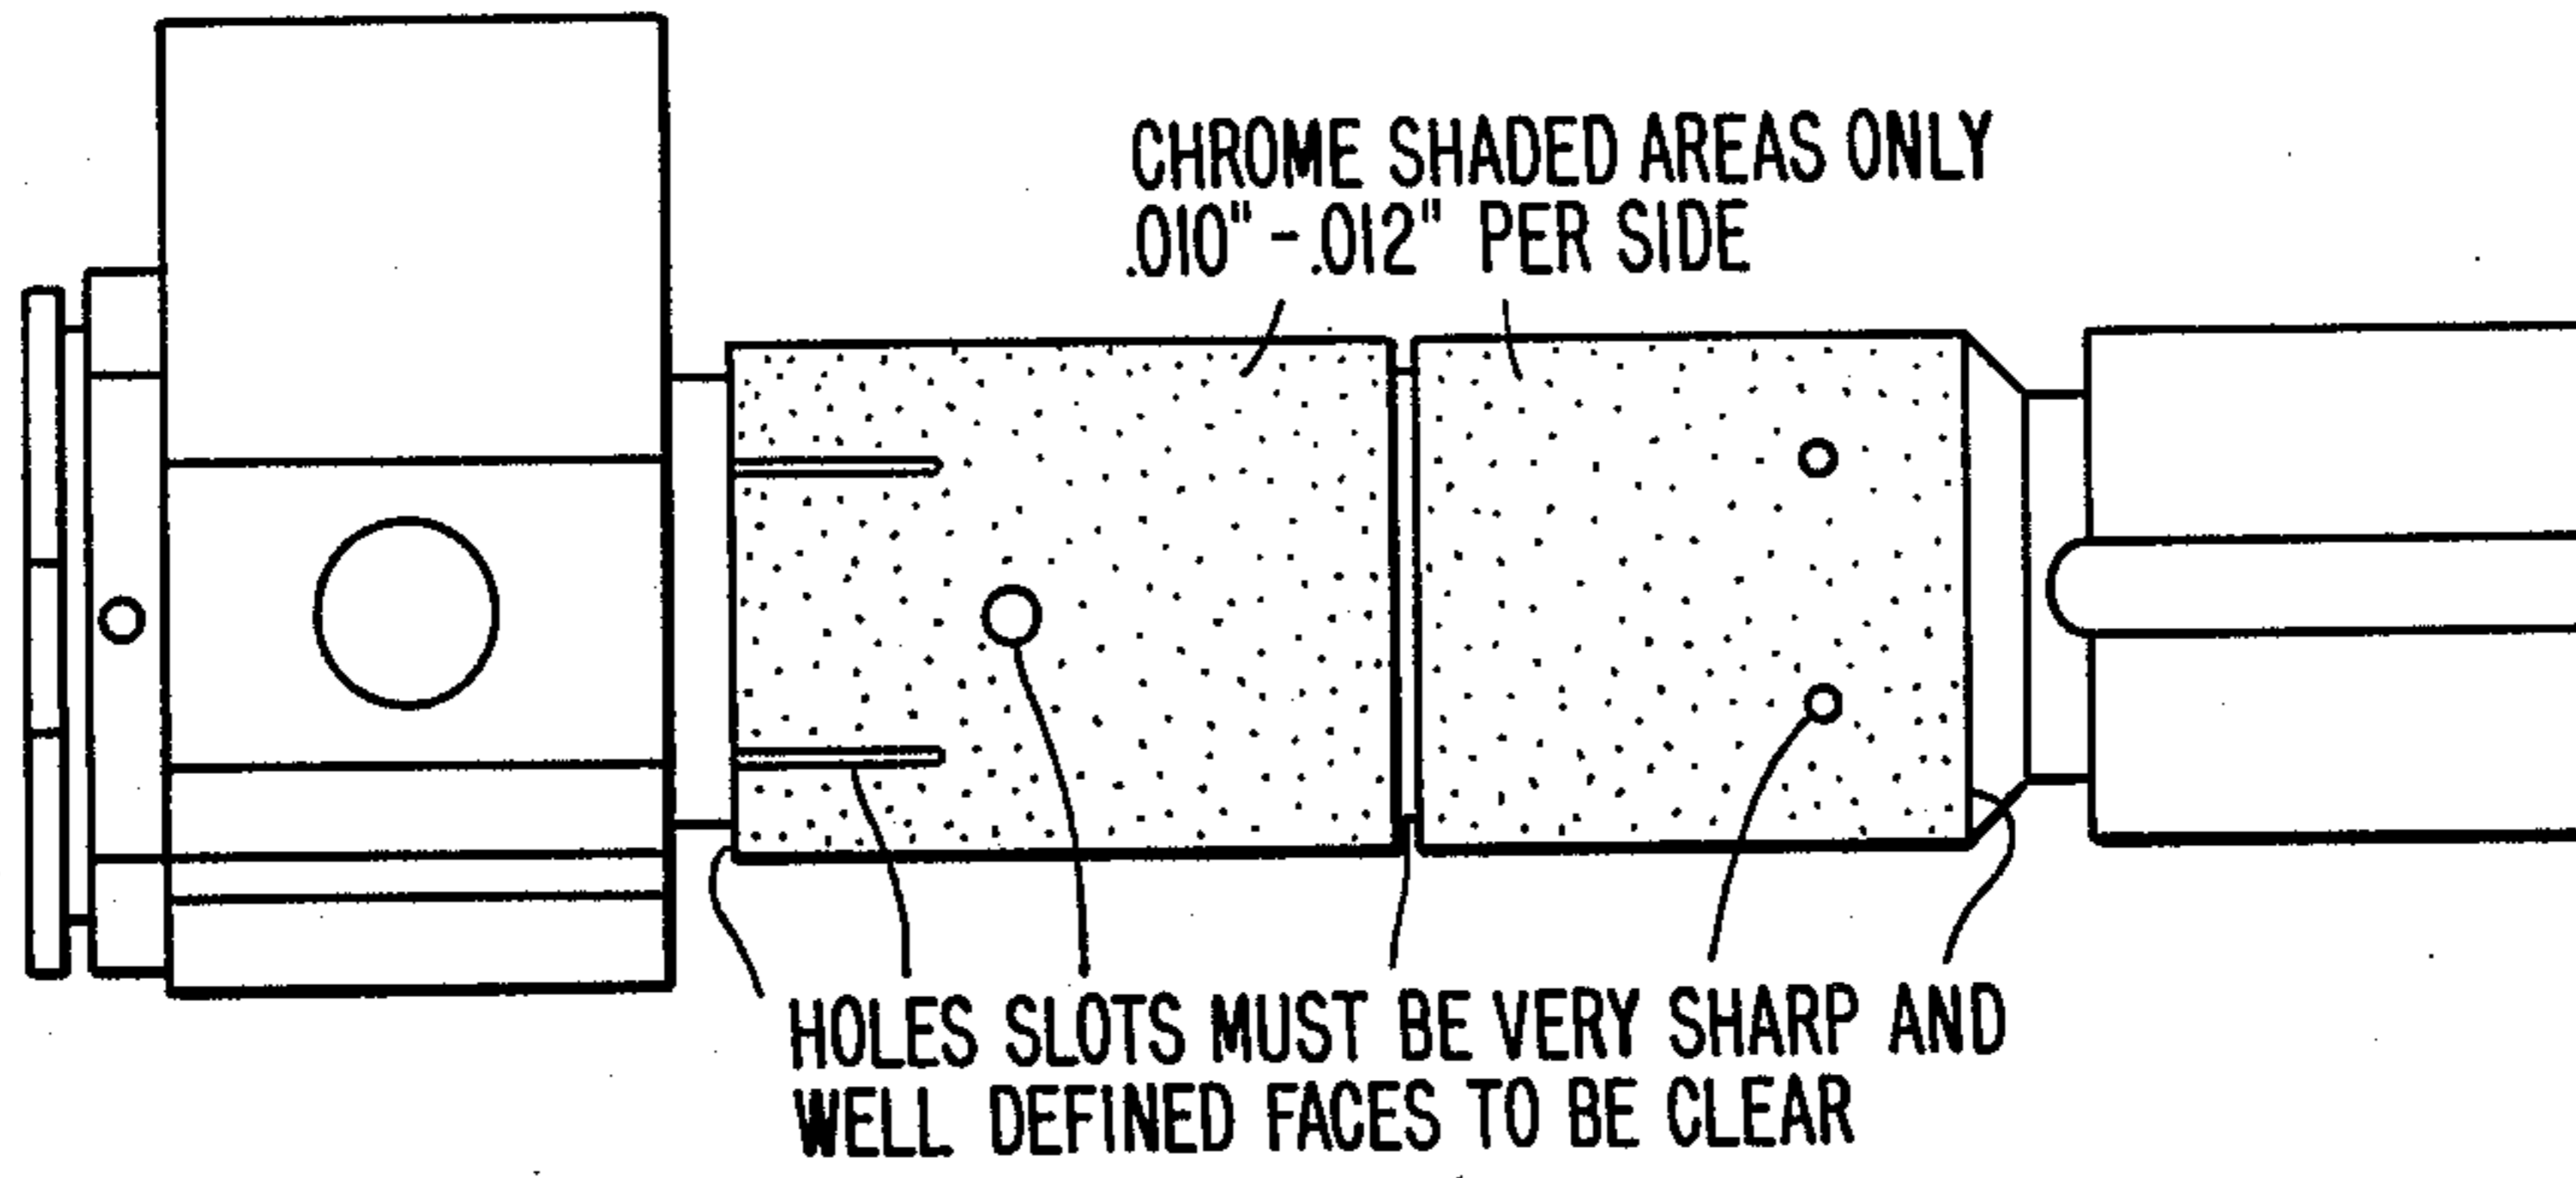 CHROME SHADED AREAS ONLY
.010" - .012" PER SIDE
HOLES SLOTS MUST BE VERY SHARP AND
WELL DEFINED FACES TO BE CLEAR